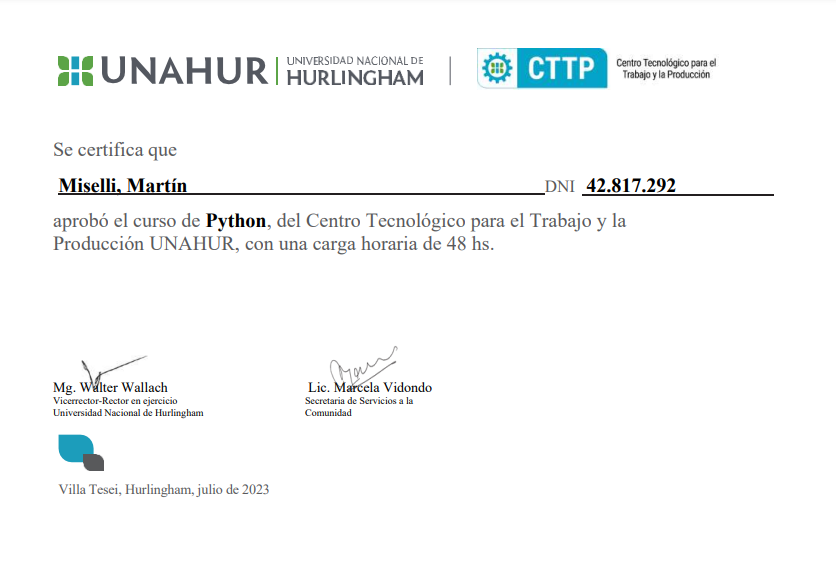 UNAHUR UNIVERSIDAD NACIONAL DE HURLINGHAM
CTTP Centro Tecnológico para el Trabajo y la Producción
Se certifica que
Miselli, Martín DNI 42.817.292
aprobó el curso de Python, del Centro Tecnológico para el Trabajo y la
Producción UNAHUR, con una carga horaria de 48 hs.
Mg. Walter Wallach
Vicerrector-Rector en ejercicio
Universidad Nacional de Hurlingham
Lic. Marcela Vidondo
Secretaria de Servicios a la
Comunidad
Villa Tesei, Hurlingham, julio de 2023